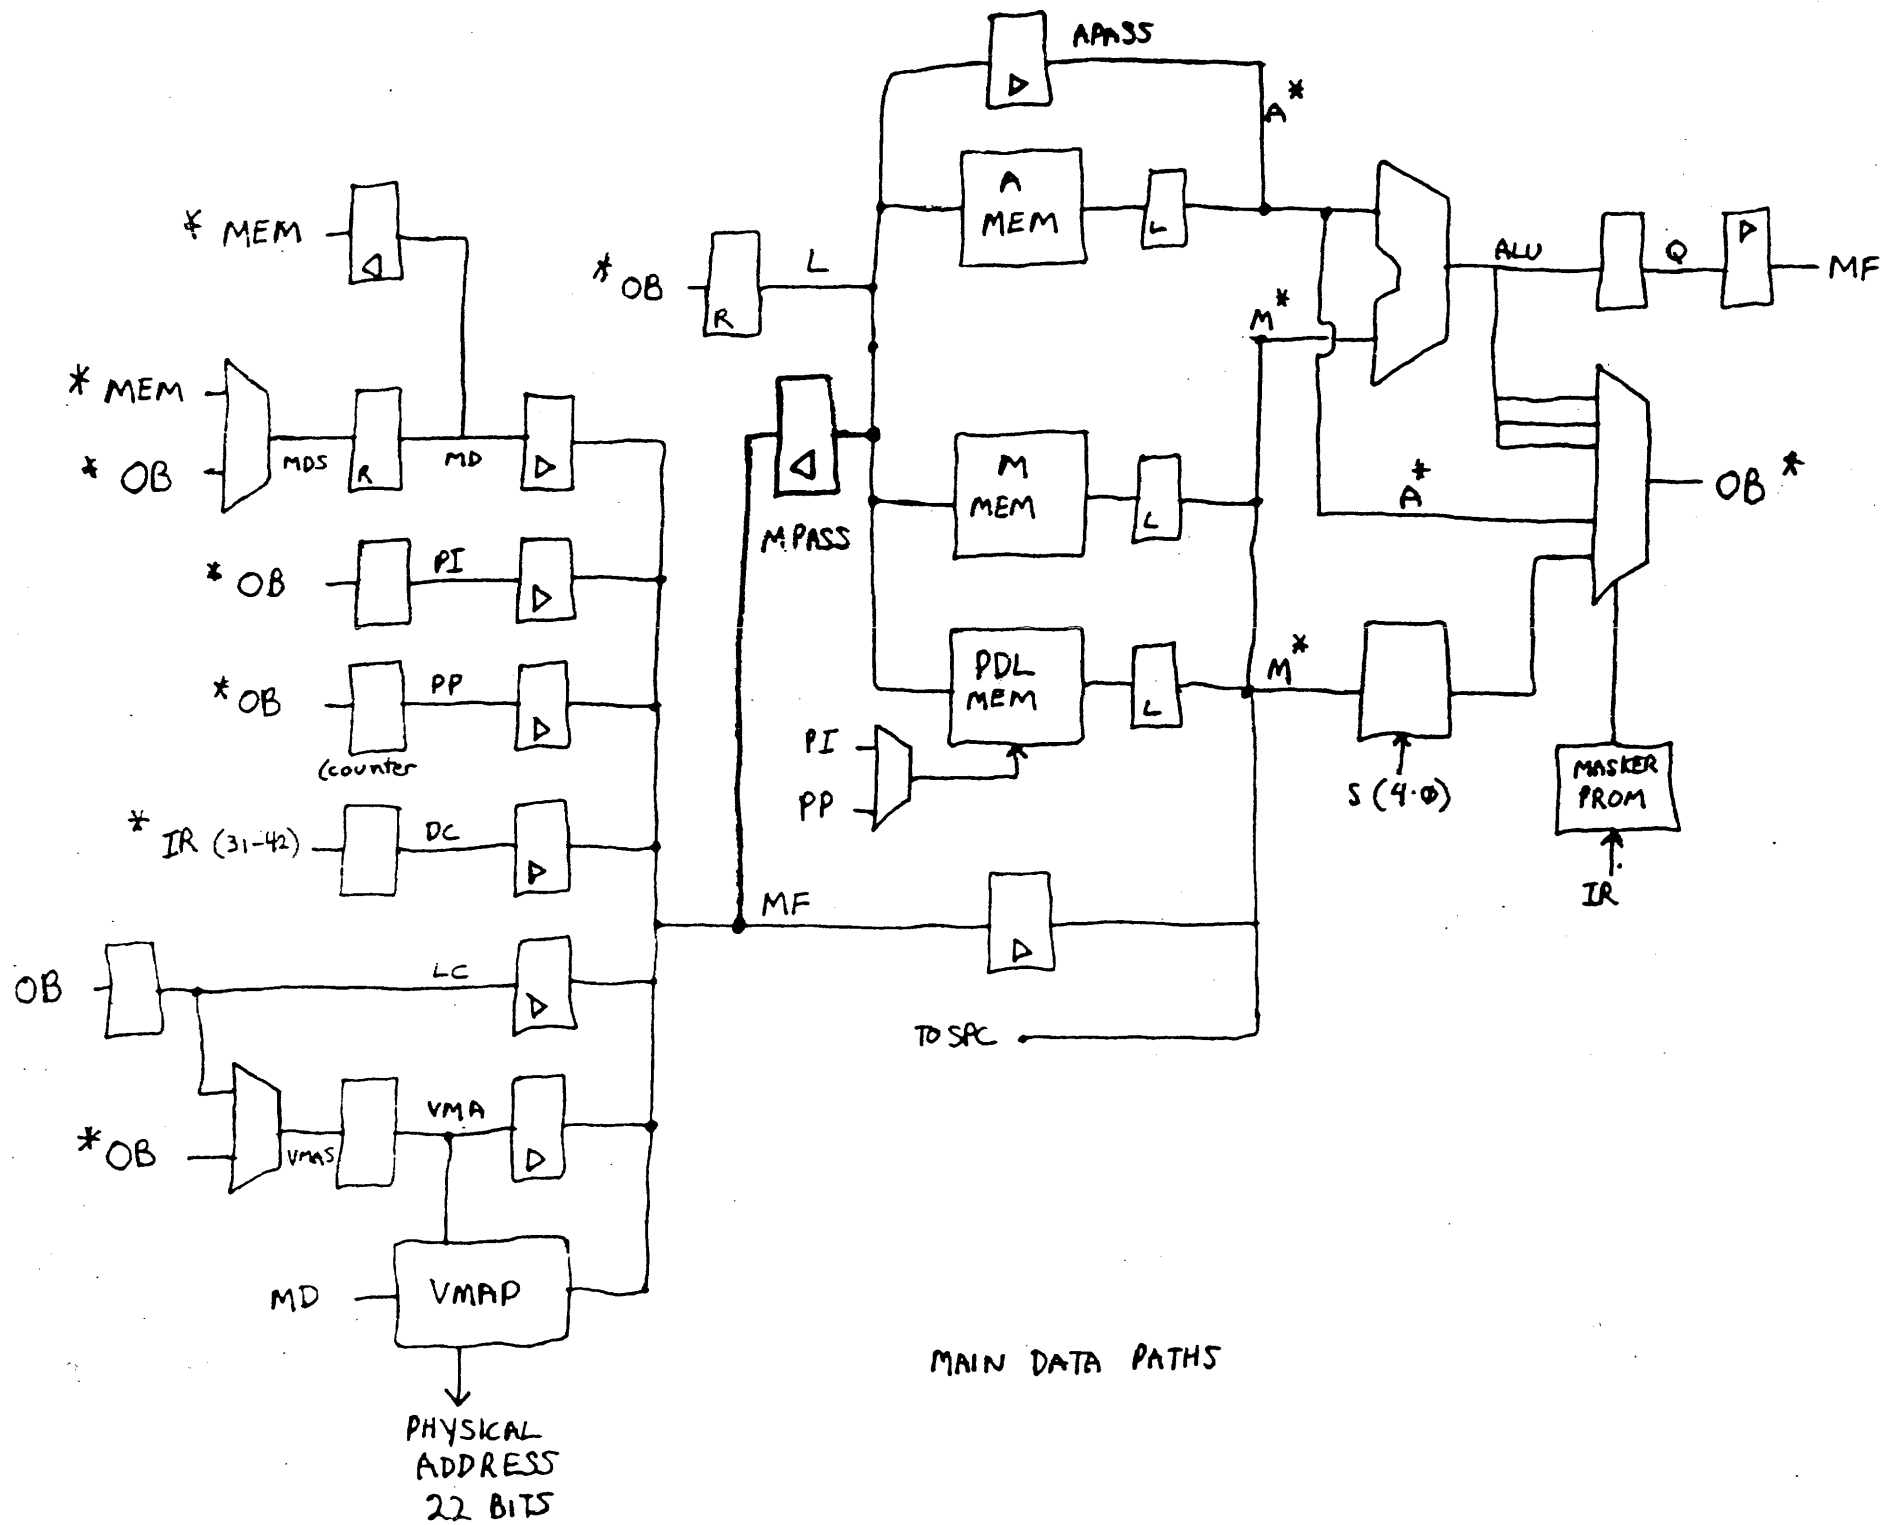 APASS
A*
A
MEM
L
* MEM
* OB
R
L
ALU
Q
MF
M*
* MEM
* OB
MDS
R
MD
MPASS
M
MEM
L
A*
OB *
* OB
PI
PDL
MEM
L
M*
* OB
PP
(counter
PI
PP
S (4-0)
MASKER
PROM
IR
* IR (31-42)
DC
MF
OB
LC
TO SPC
* OB
VMAS
VMA
MD
VMAP
MAIN DATA PATHS
PHYSICAL
ADDRESS
22 BITS